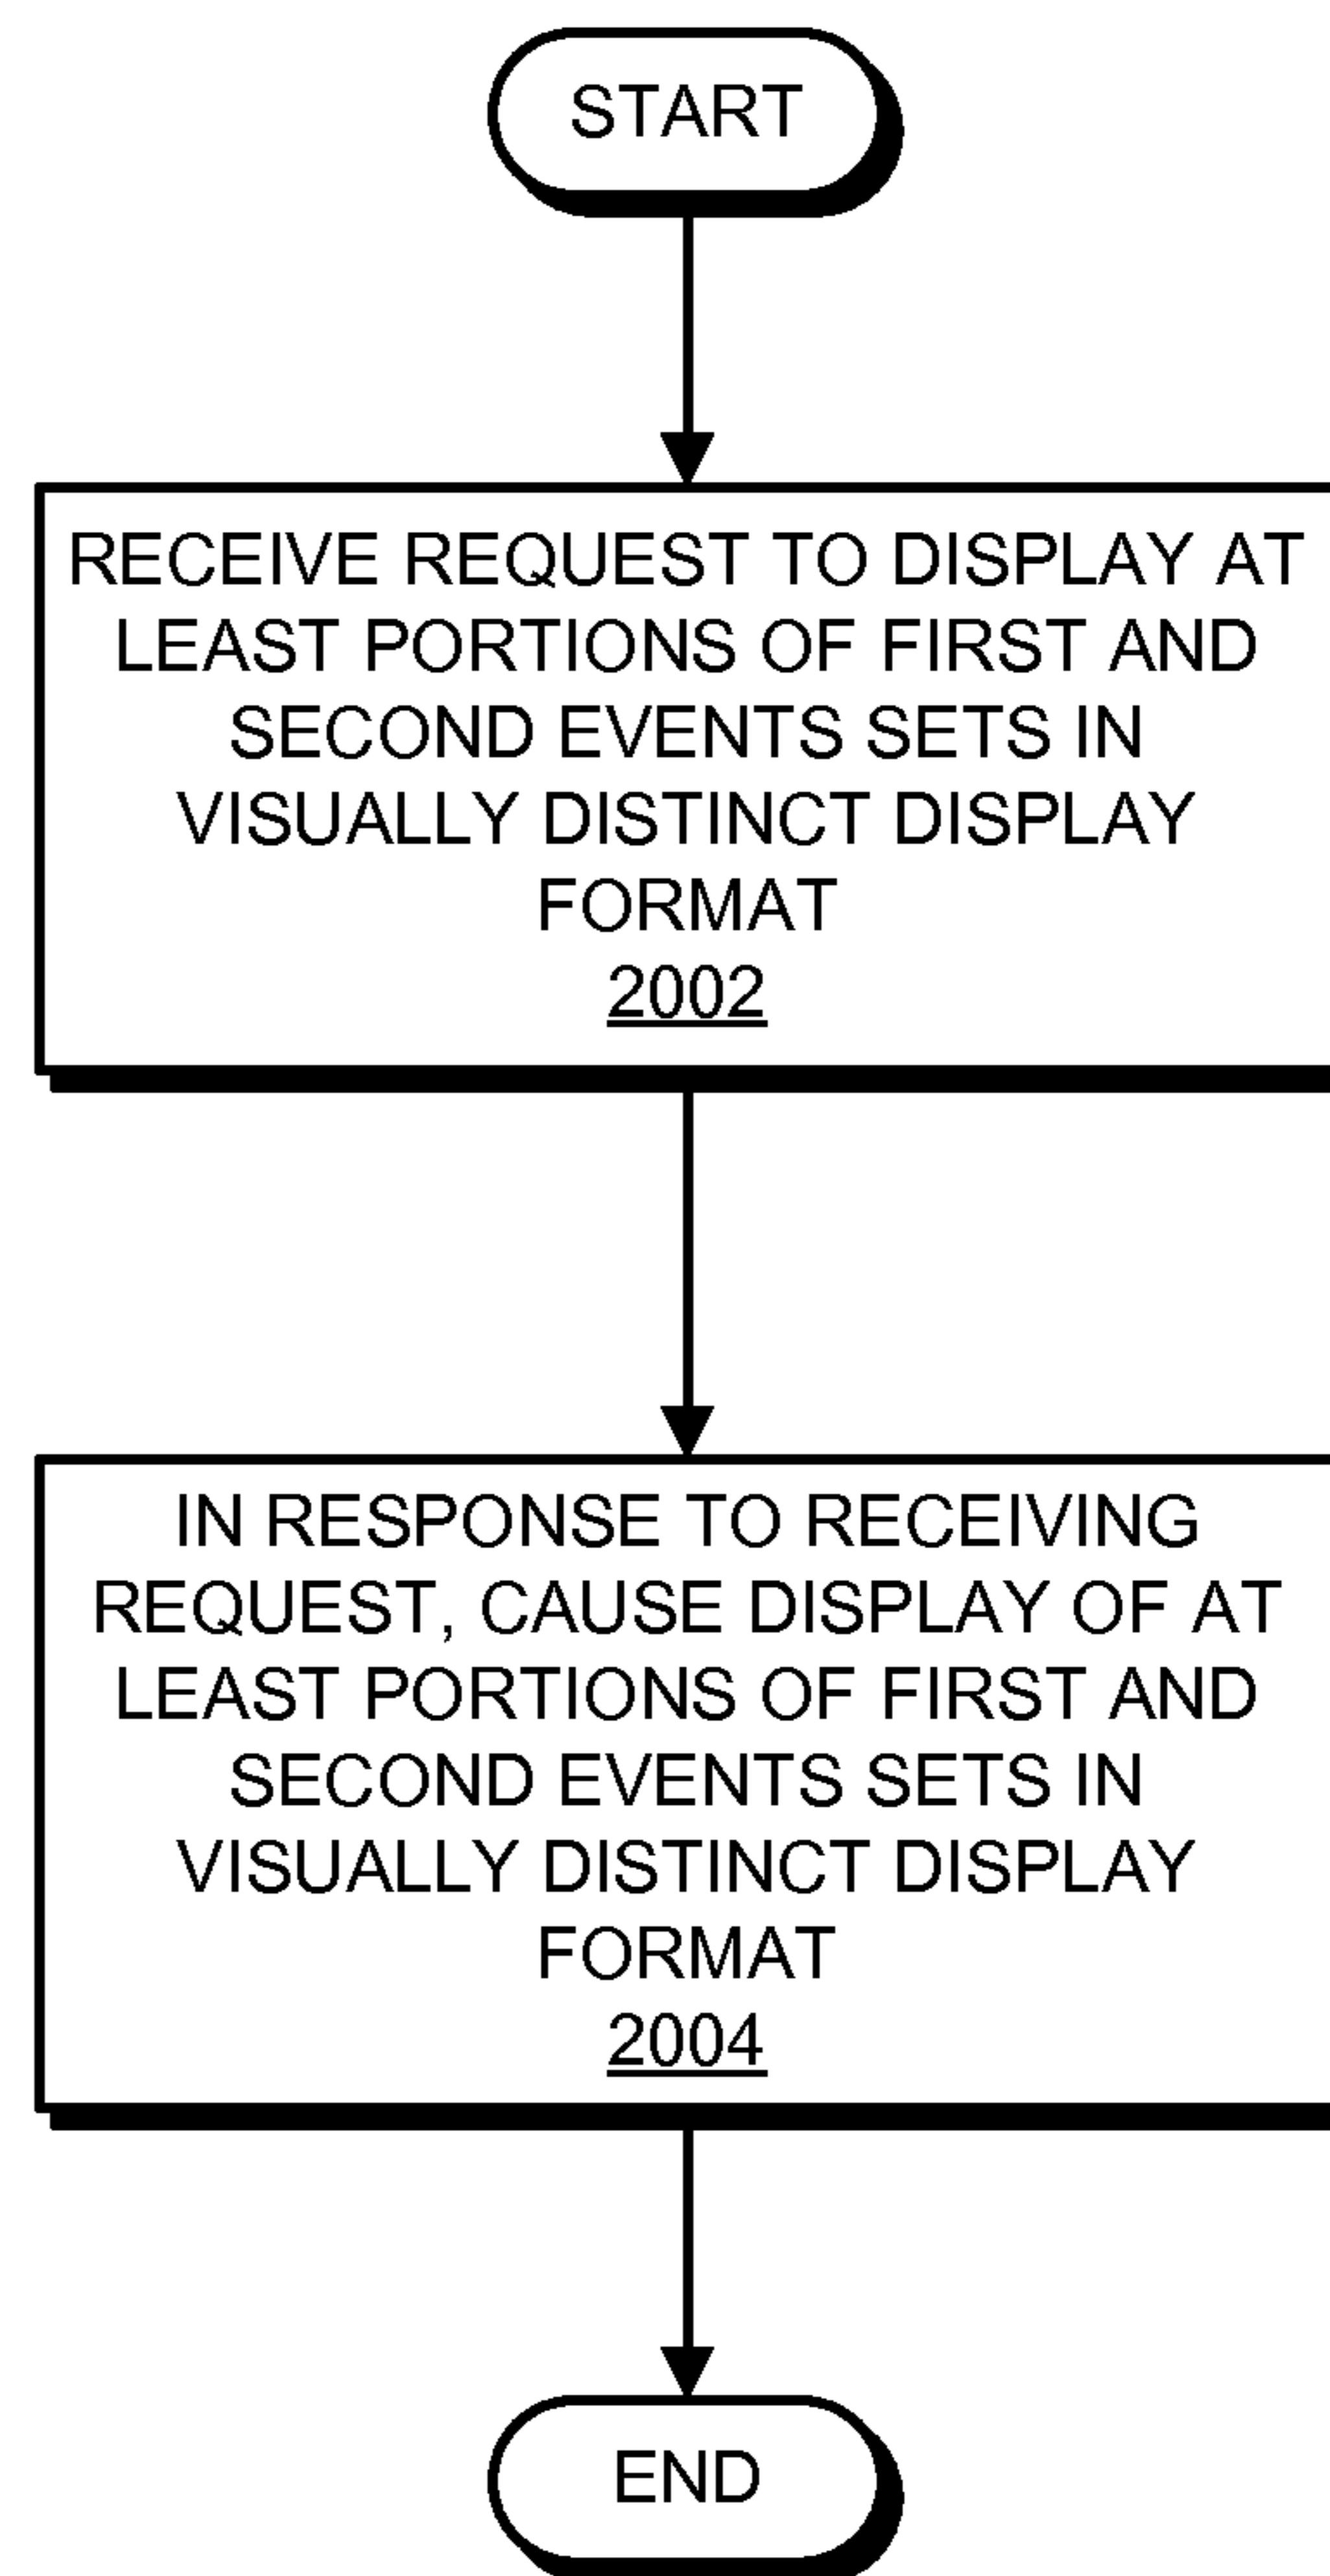 START
RECEIVE REQUEST TO DISPLAY AT
LEAST PORTIONS OF FIRST AND
SECOND EVENTS SETS IN
VISUALLY DISTINCT DISPLAY
FORMAT
2002
IN RESPONSE TO RECEIVING
REQUEST, CAUSE DISPLAY OF AT
LEAST PORTIONS OF FIRST AND
SECOND EVENTS SETS IN
VISUALLY DISTINCT DISPLAY
FORMAT
2004
END